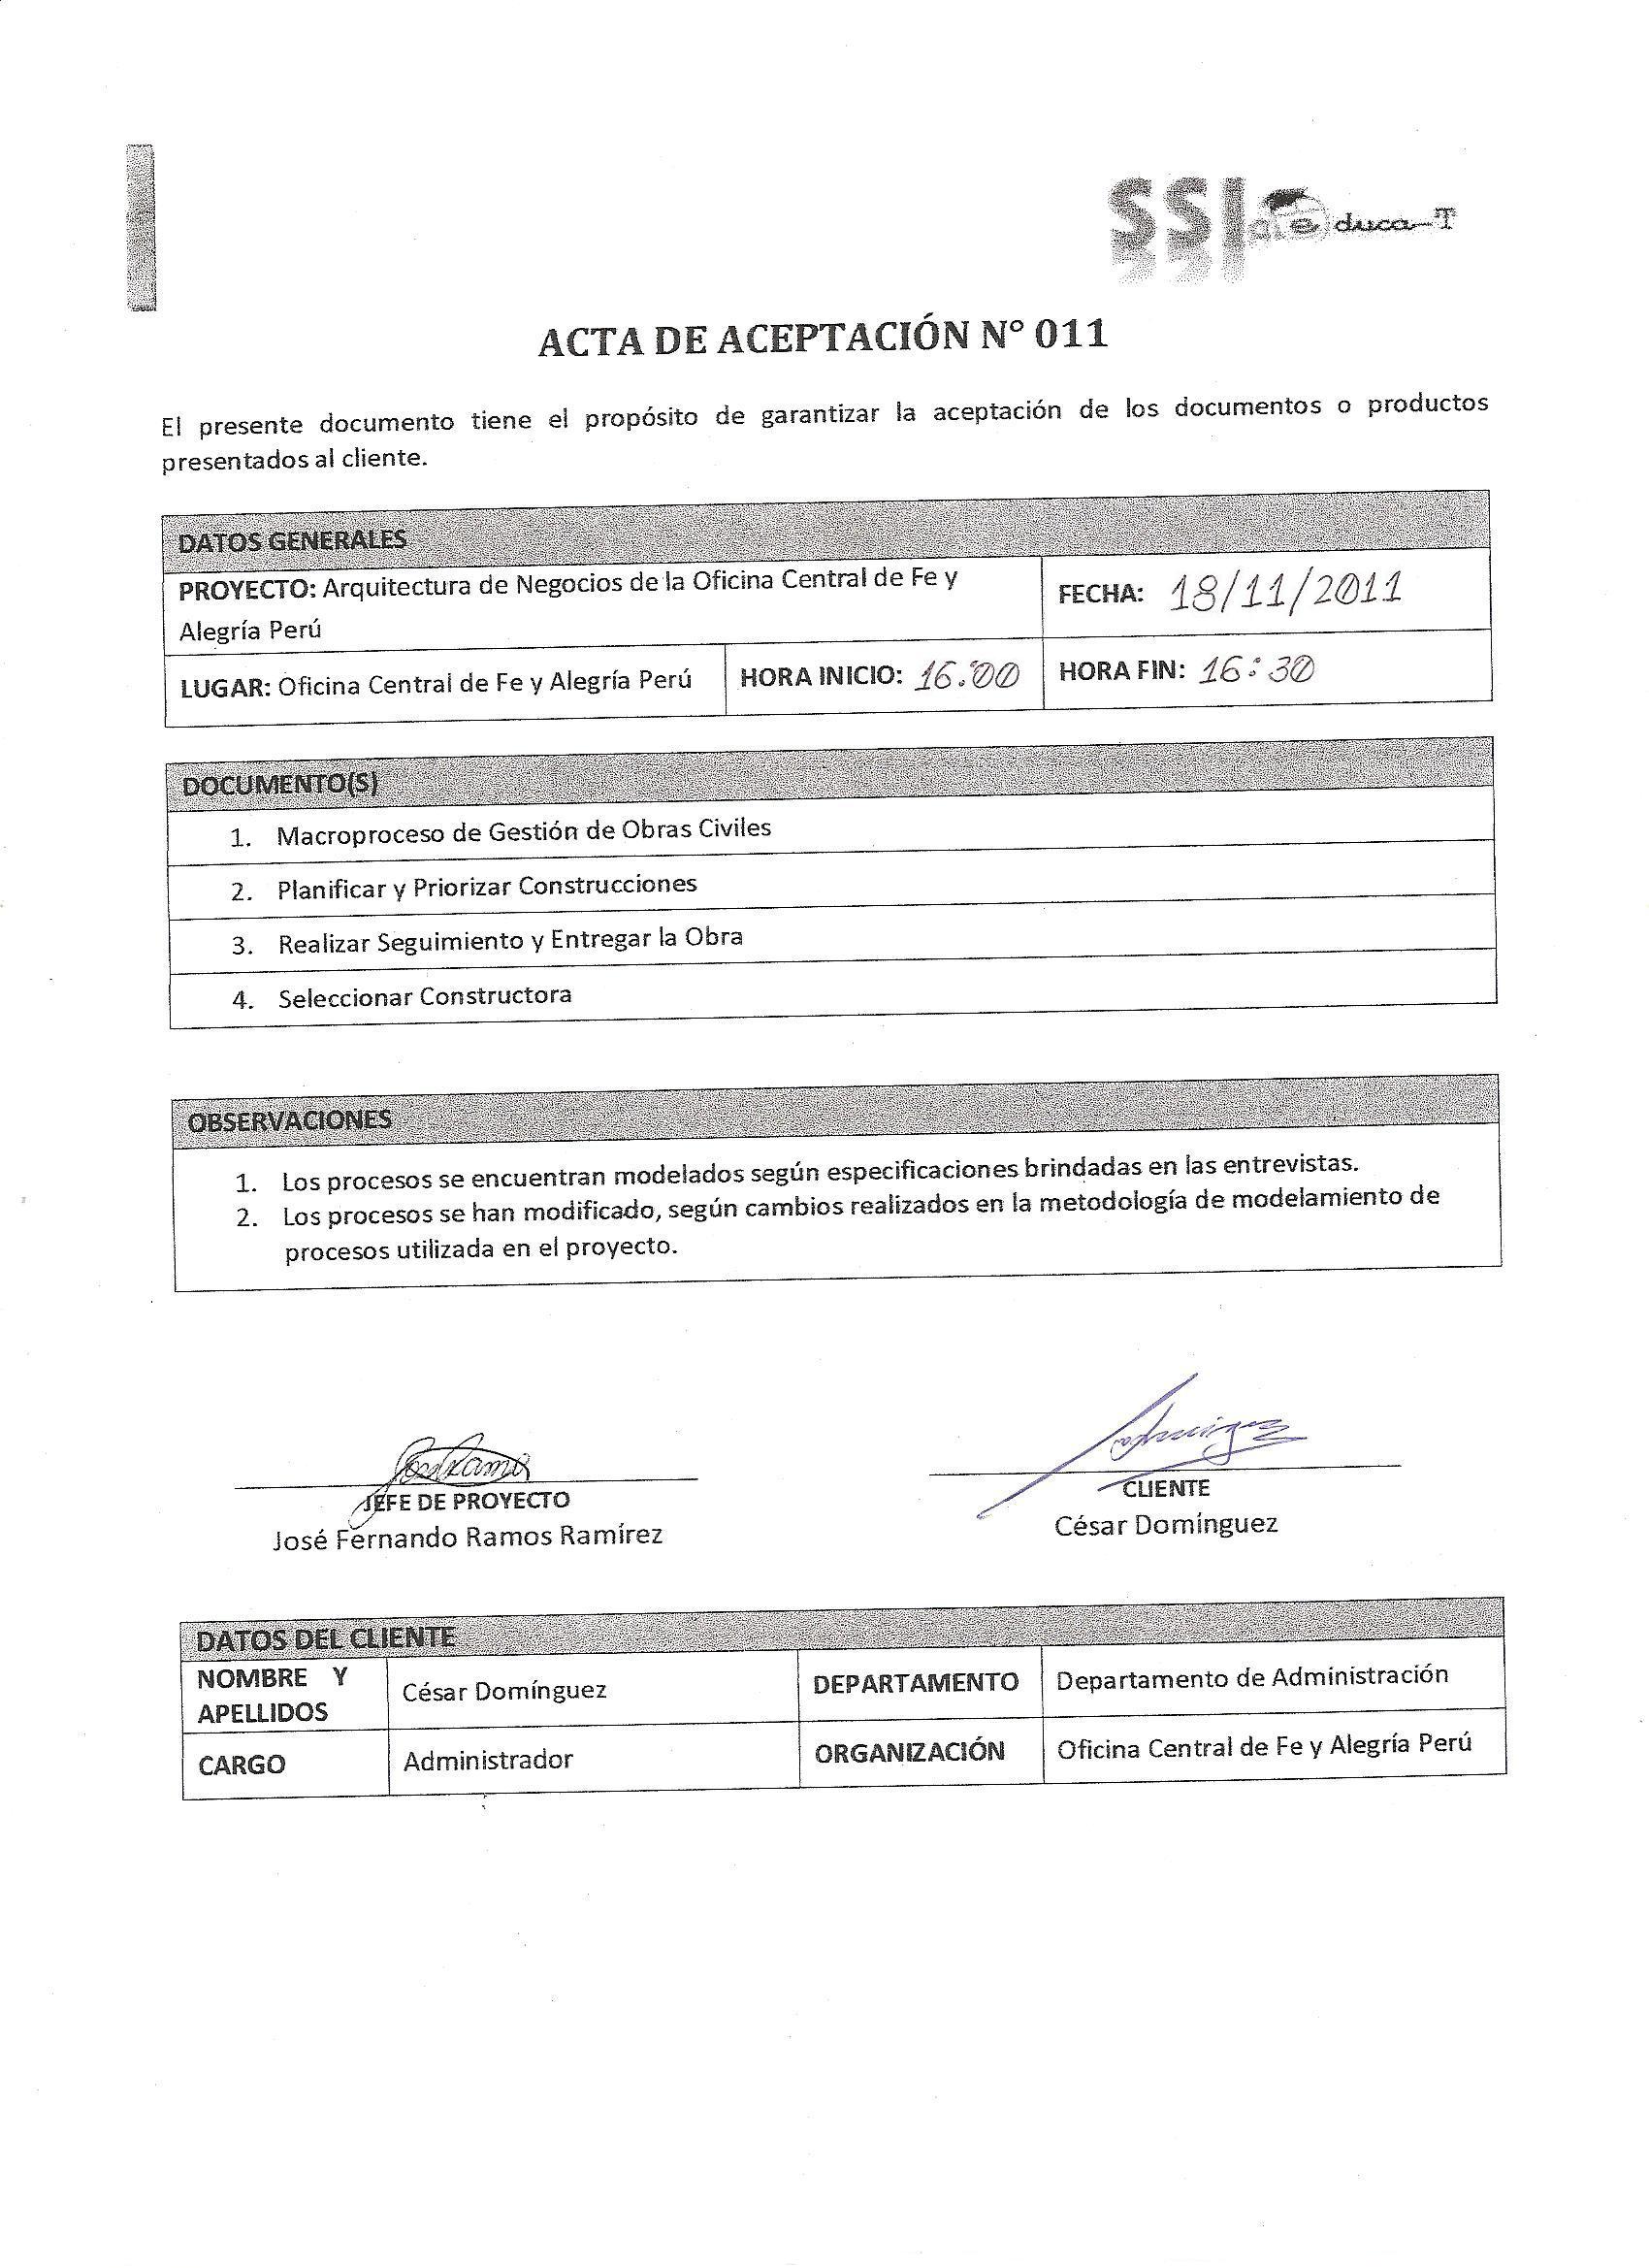 SSI educa-T
ACTA DE ACEPTACIÓN N° 011
El presente documento tiene el propósito de garantizar la aceptación de los documentos o productos
presentados al cliente.
DATOS GENERALES
PROYECTO: Arquitectura de Negocios de la Oficina Central de Fe y
Alegría Perú
FECHA: 18/11/2011
LUGAR: Oficina Central de Fe y Alegría Perú
HORA INICIO: 16:00
HORA FIN: 16:30
DOCUMENTO(S)
1. Macroproceso de Gestión de Obras Civiles
2. Planificar y Priorizar Construcciones
3. Realizar Seguimiento y Entregar la Obra
4. Seleccionar Constructora
OBSERVACIONES
1. Los procesos se encuentran modelados según especificaciones brindadas en las entrevistas.
2. Los procesos se han modificado, según cambios realizados en la metodología de modelamiento de
procesos utilizada en el proyecto.
JEFE DE PROYECTO
José Fernando Ramos Ramírez
CLIENTE
César Domínguez
DATOS DEL CLIENTE
NOMBRE Y
APELLIDOS
César Domínguez
DEPARTAMENTO
Departamento de Administración
CARGO
Administrador
ORGANIZACIÓN
Oficina Central de Fe y Alegría Perú